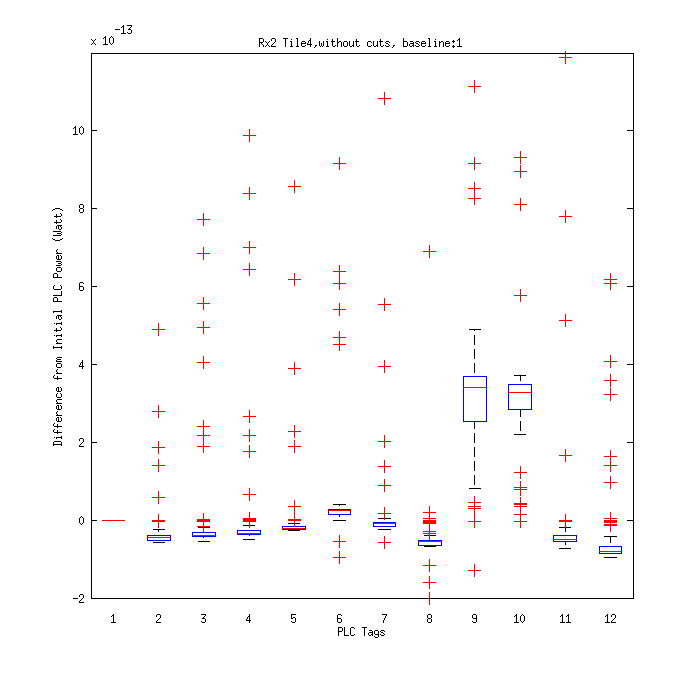 x 10^-13
Rx2 Tile4,without cuts, baseline:1
Difference from Initial PLC Power (Watt)
10
8
6
4
2
0
-2
1 2 3 4 5 6 7 8 9 10 11 12
PLC Tags